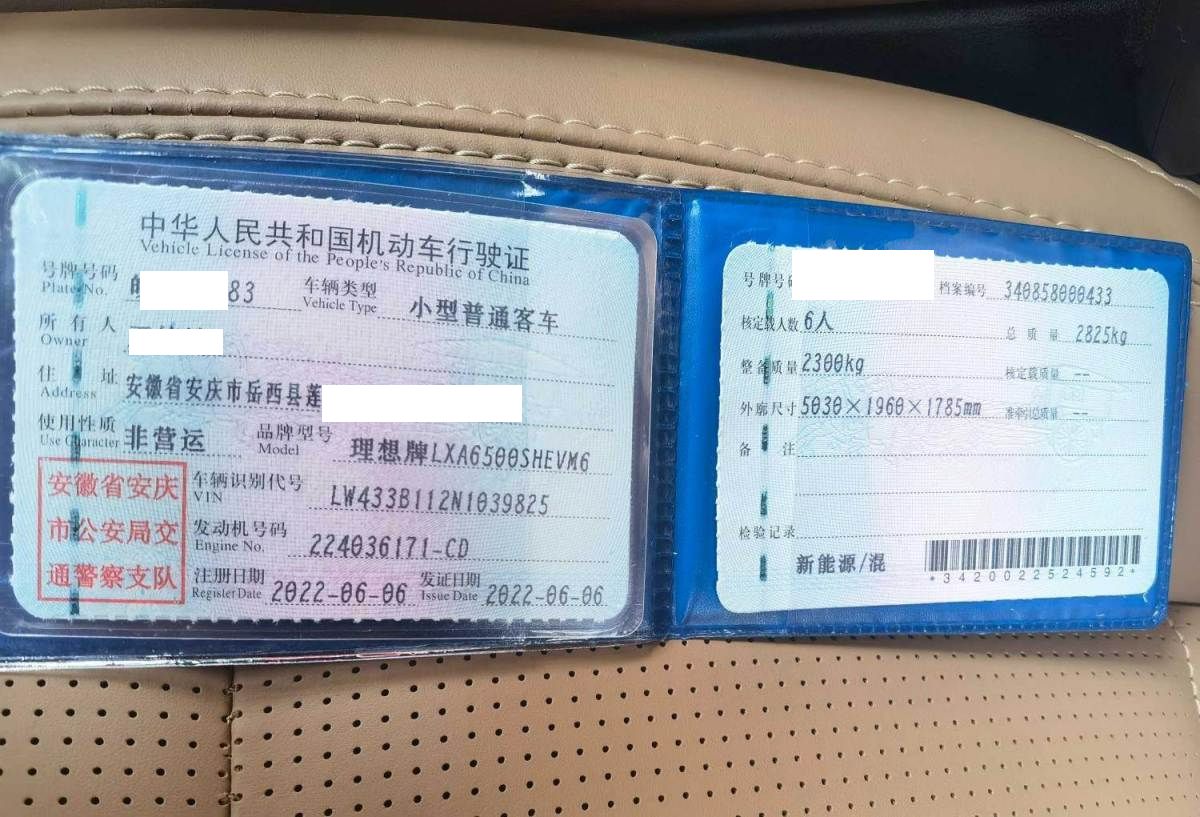 中华人民共和国机动车行驶证
Vehicle License of the People's Republic of China
号牌号码 83 车辆类型 小型普通客车
Plate No. Vehicle Type
所有人
Owner
住址 安徽省安庆市岳西县莲
Address
使用性质 非营运 品牌型号 理想牌LXA6500SHEVM6
Use Character Model
安徽省安庆
市公安局交
通警察支队
车辆识别代号 LW433B112N1039825
VIN
发动机号码 224036171-CD
Engine No.
注册日期 2022-06-06 发证日期 2022-06-06
Register Date Issue Date
号牌号码 档案编号 340858000433
核定载人数 6人 总质量 2825kg
整备质量 2300kg 核定载质量 --
外廓尺寸 5030×1960×1785mm 准牵引总质量 --
备注
检验记录
新能源/混
*3420022524592*